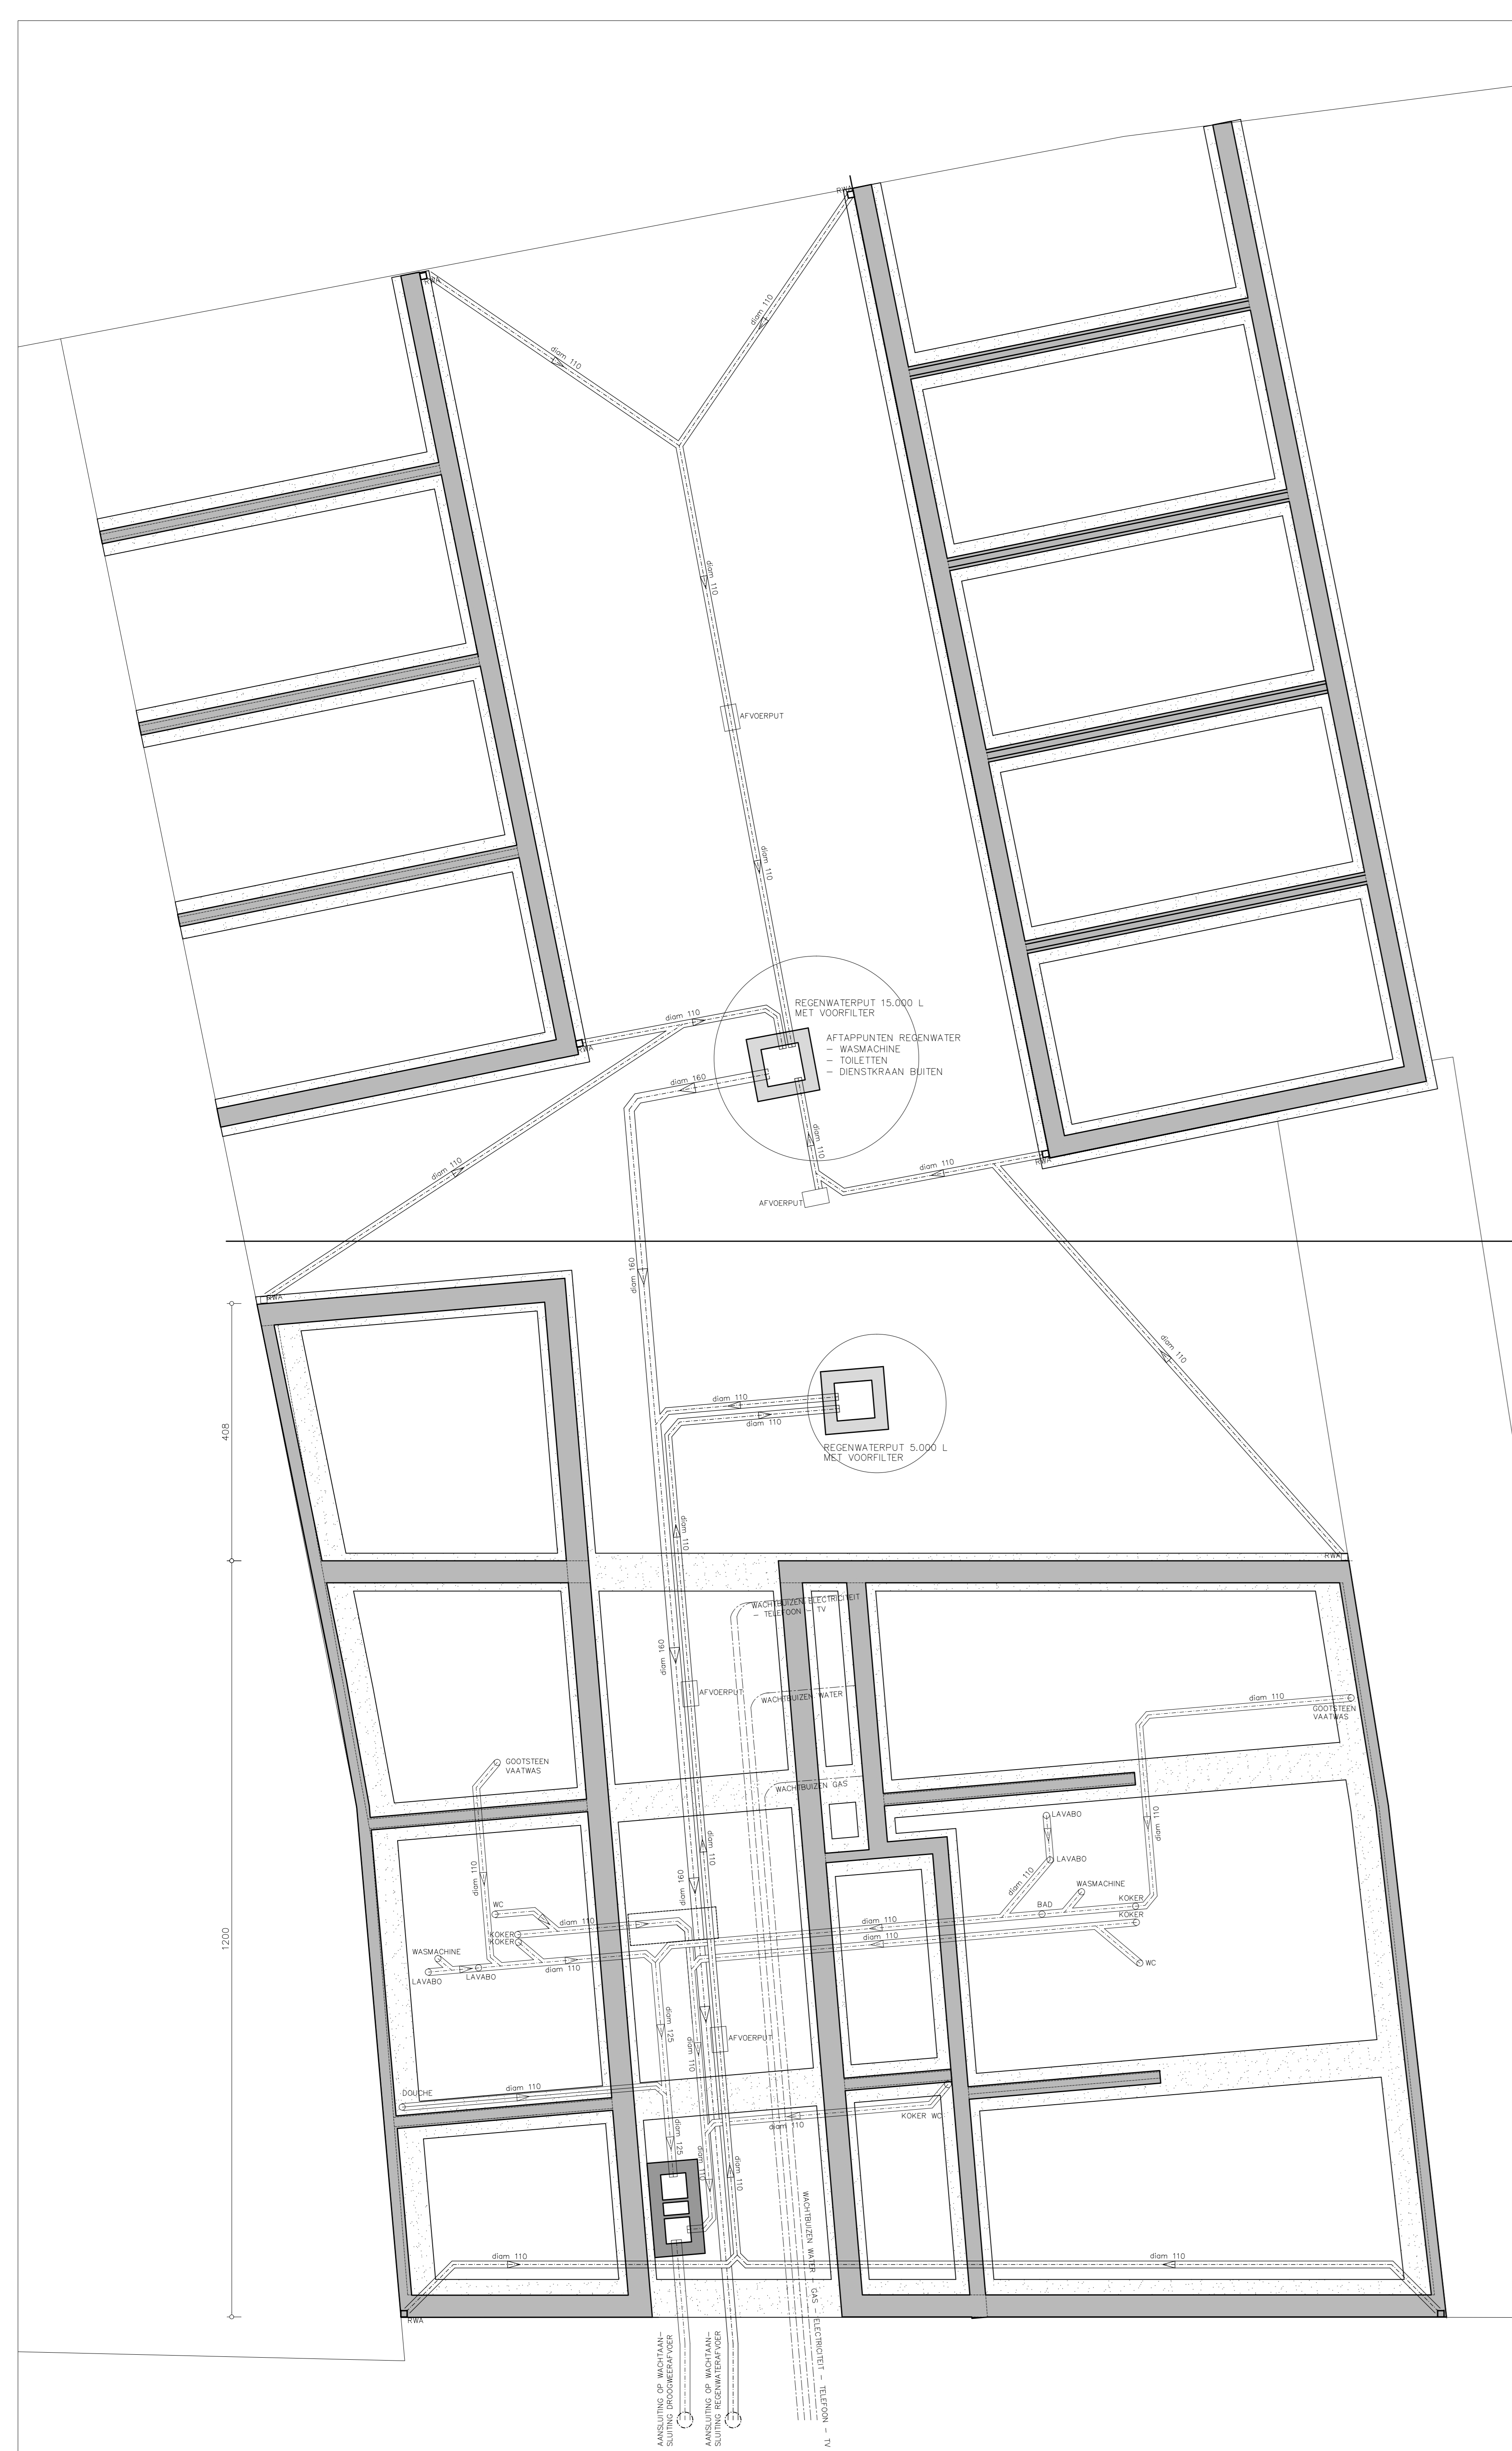 RWA
RWA
diam 110
diam 110
diam 110
AFVOERPUT
diam 110
REGENWATERPUT 15.000 L
MET VOORFILTER
diam 110
AFTAPPUNTEN REGENWATER
- WASMACHINE
- TOILETTEN
- DIENSTKRAAN BUITEN
RWA
diam 160
diam 110
diam 110
diam 110
RWA
AFVOERPUT
diam 160
RWA
diam 110
408
diam 110
diam 110
REGENWATERPUT 5.000 L
MET VOORFILTER
diam 110
RWA
WACHTBUIZEN ELECTRICITEIT
- TELEFOON - TV
diam 160
AFVOERPUT
WACHTBUIZEN WATER
diam 110
GOOTSTEEN
VAATWAS
GOOTSTEEN
VAATWAS
WACHTBUIZEN GAS
LAVABO
diam 110
diam 110
LAVABO
diam 110
diam 160
diam 110
WASMACHINE
WC
KOKER
BAD
diam 110
diam 110
KOKER
KOKER
KOKER
diam 110
1200
WASMACHINE
diam 110
WC
LAVABO
LAVABO
diam 125
AFVOERPUT
diam 110
DOUCHE
diam 110
KOKER WC
diam 110
diam 125
diam 110
diam 110
diam 110
diam 110
RWA
WACHTBUIZEN WATER - GAS - ELECTRICITEIT - TELEFOON - TV
AANSLUITING OP WACHTAAN-
SLUITING DROOGWEERAFVOER
AANSLUITING OP WACHTAAN-
SLUITING REGENWATERAFVOER